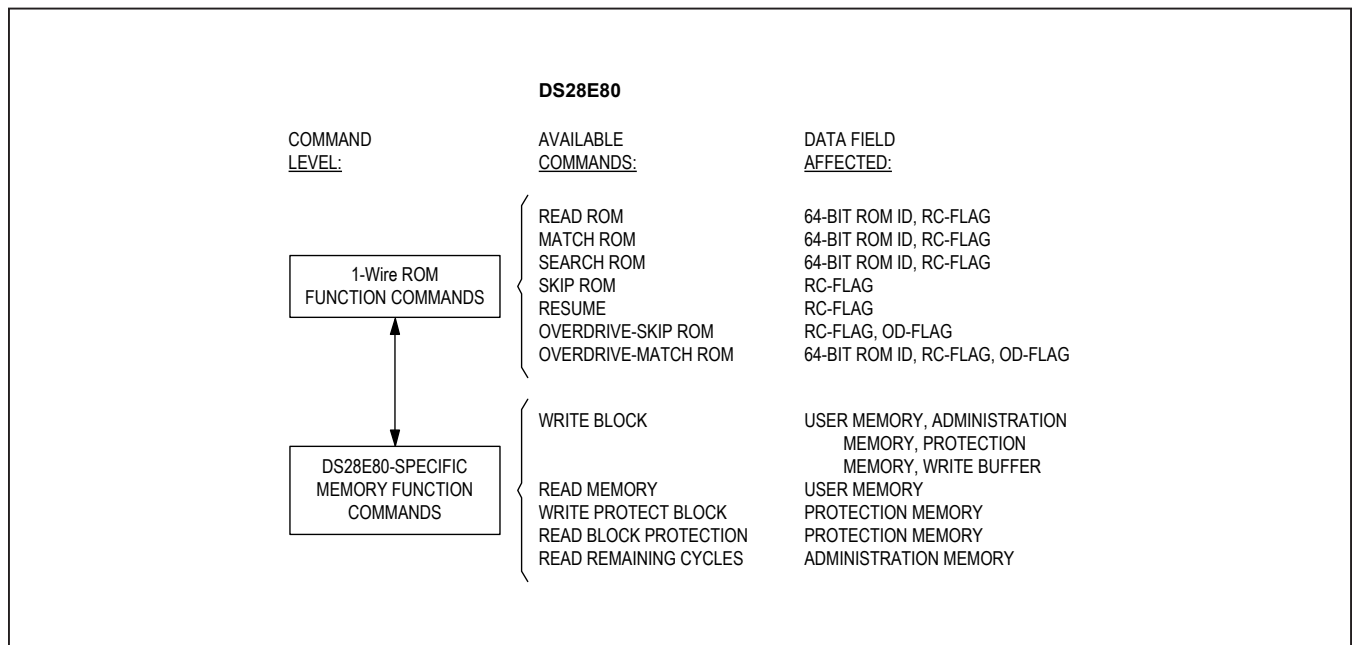 DS28E80
COMMAND AVAILABLE DATA FIELD
LEVEL: COMMANDS: AFFECTED:
READ ROM 64-BIT ROM ID, RC-FLAG
MATCH ROM 64-BIT ROM ID, RC-FLAG
SEARCH ROM 64-BIT ROM ID, RC-FLAG
1-Wire ROM
FUNCTION COMMANDS
SKIP ROM RC-FLAG
RESUME RC-FLAG
OVERDRIVE-SKIP ROM RC-FLAG, OD-FLAG
OVERDRIVE-MATCH ROM 64-BIT ROM ID, RC-FLAG, OD-FLAG
WRITE BLOCK USER MEMORY, ADMINISTRATION
MEMORY, PROTECTION
MEMORY, WRITE BUFFER
DS28E80-SPECIFIC
MEMORY FUNCTION
COMMANDS
READ MEMORY USER MEMORY
WRITE PROTECT BLOCK PROTECTION MEMORY
READ BLOCK PROTECTION PROTECTION MEMORY
READ REMAINING CYCLES ADMINISTRATION MEMORY